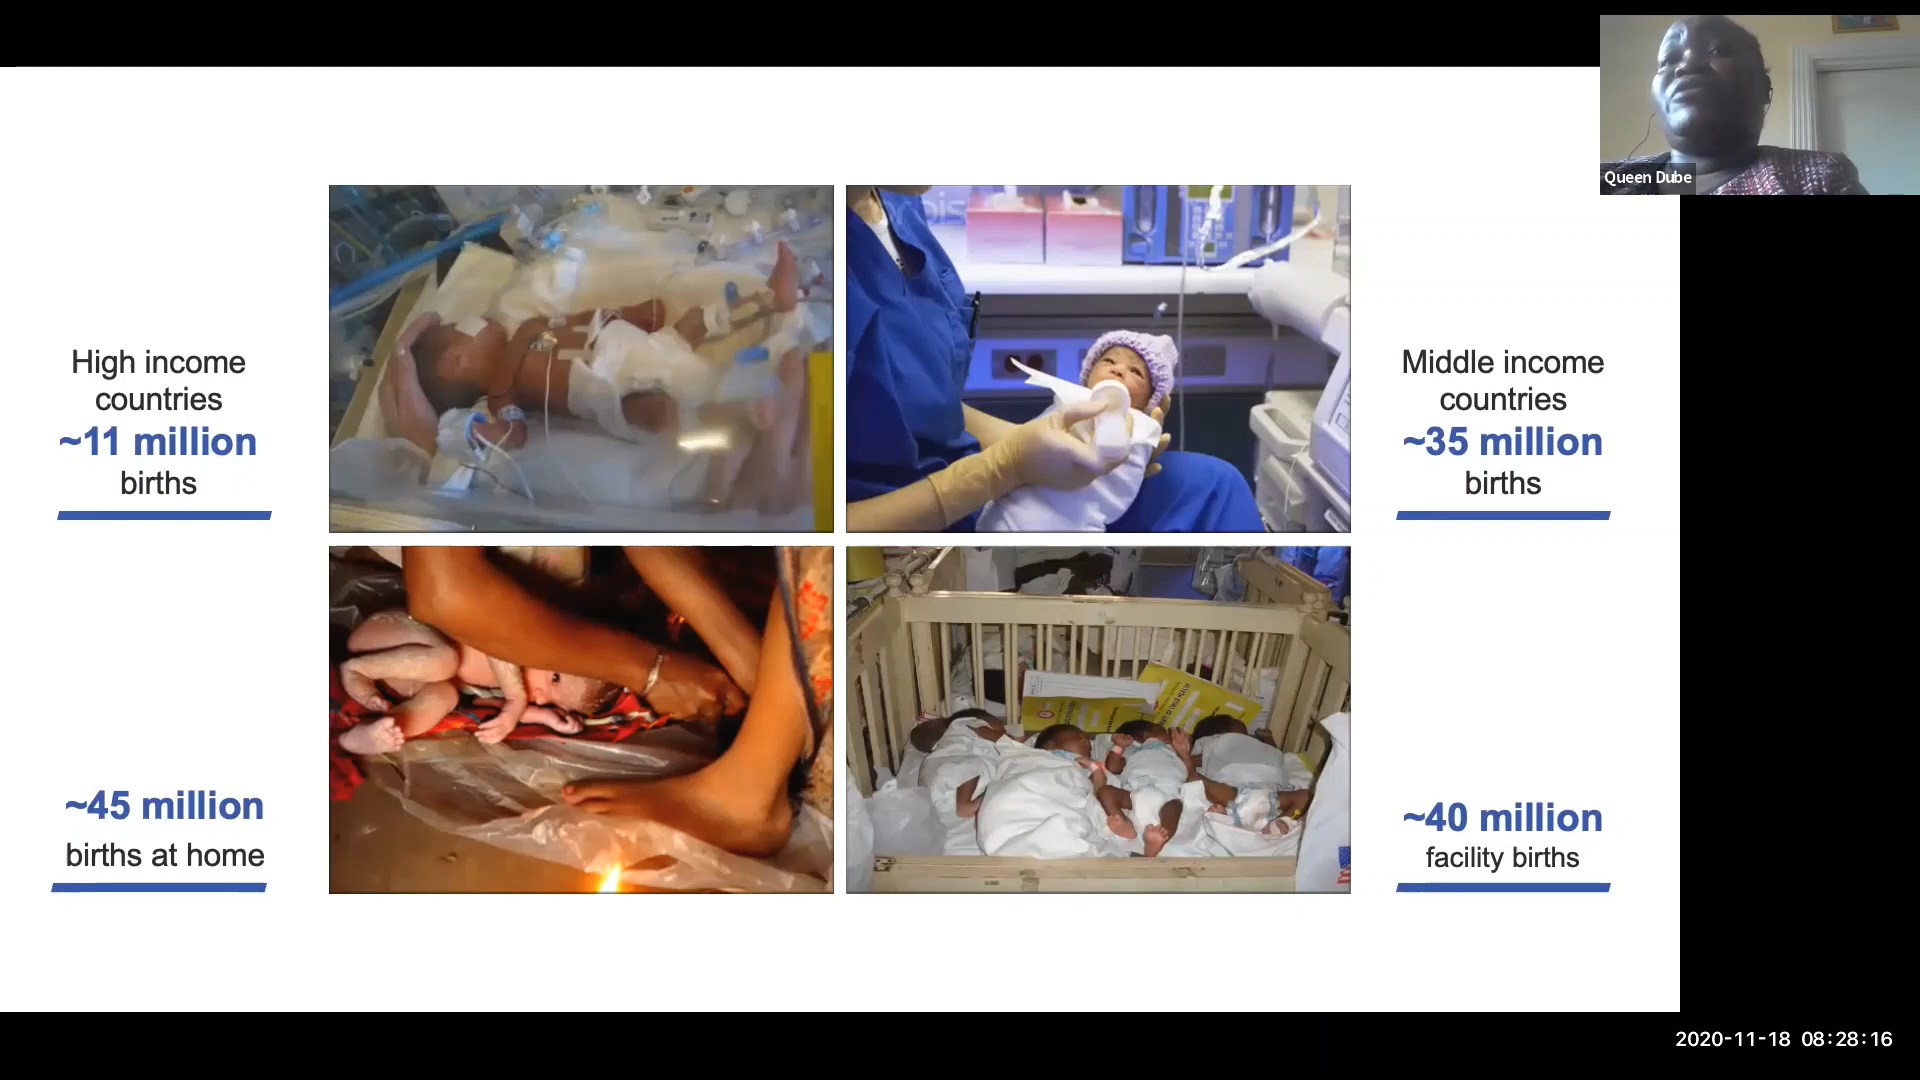 Queen Dube
High income
countries
~11 million
births
Middle income
countries
~35 million
births
~45 million
births at home
~40 million
facility births
2020-11-18 08:28:16